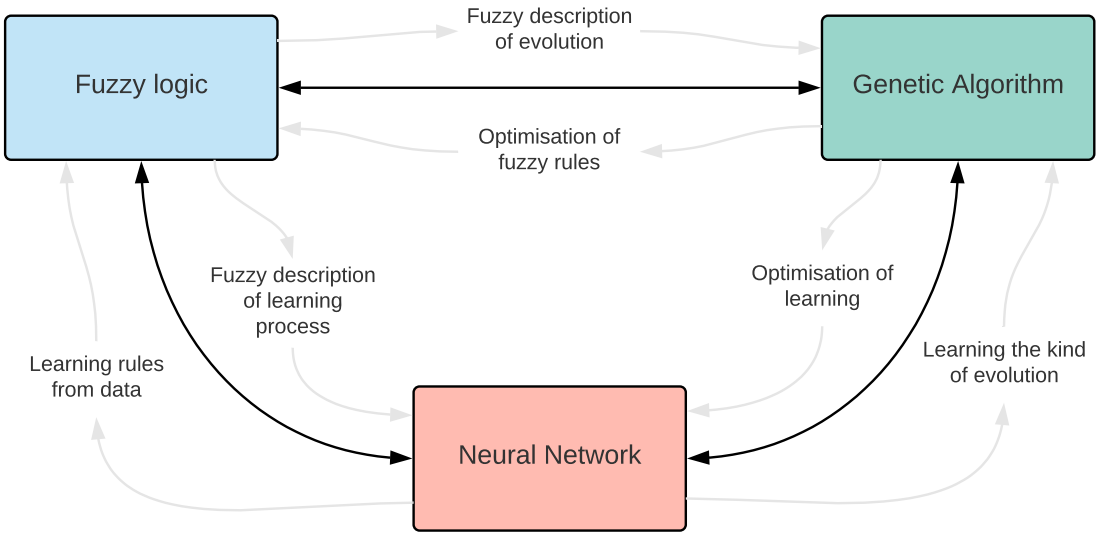 Fuzzy description
of evolution
Fuzzy logic
Genetic Algorithm
Optimisation of
fuzzy rules
Fuzzy description
of learning
process
Optimisation of
learning
Learning rules
from data
Learning the kind
of evolution
Neural Network